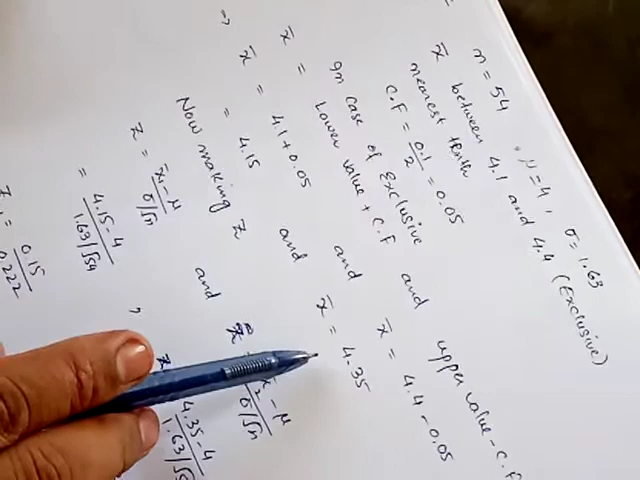 n = 54 , μ = 4 , σ = 1.63
x̄ between 4.1 and 4.4 (Exclusive)
nearest tenth
C.F = 0.1/2 = 0.05
In case of Exclusive
Lower value + C.F and upper value - C.F
x̄ = 4.1 + 0.05 and x̄ = 4.4 - 0.05
⇒ x̄ = 4.15 and x̄ = 4.35
Now making Z
Z = x̄₁ - μ / σ/√n and x̄₂ - μ / σ/√n
= 4.15 - 4 / 1.63/√54 , 4.35 - 4 / 1.63/√5
Z₁ = 0.15 / 0.222